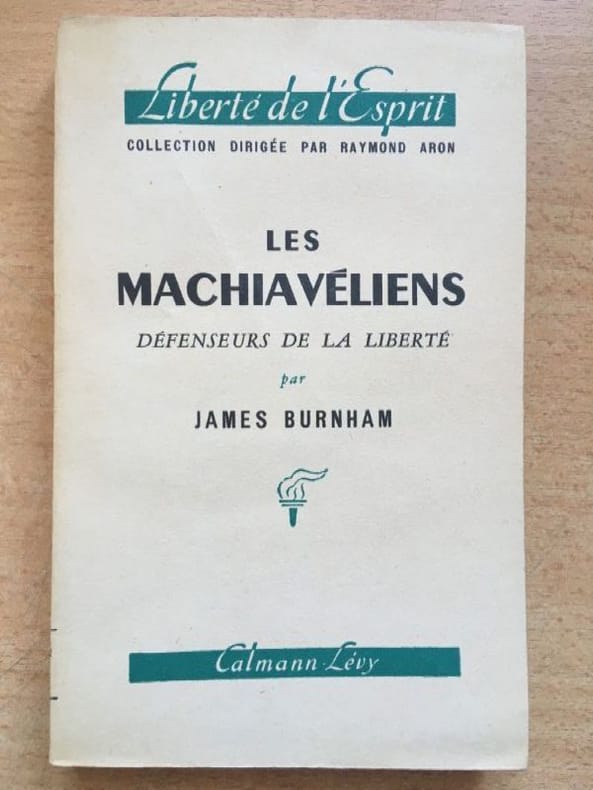 Liberté de l'Esprit
COLLECTION DIRIGÉE PAR RAYMOND ARON
LES
MACHIAVÉLIENS
DÉFENSEURS DE LA LIBERTÉ
par
JAMES BURNHAM
Calmann-Lévy